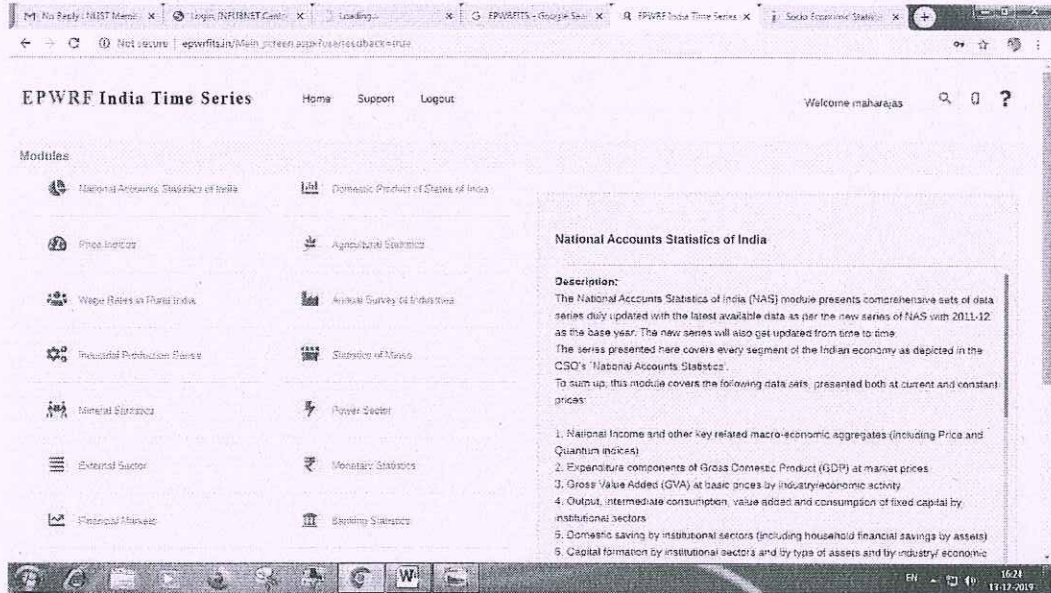 No Reply | NLIST Memb
Login, INFLIBNET Centr
Loading...
EPWRFITS - Google Sea
EPWRF India Time Series
Socio Economic Statist
Not secure | epwrfits.in/Main_screen.aspx?userfeedback=true
EPWRF India Time Series
Home Support Logout
Welcome maharajas
?
Modules
National Accounts Statistics of India
Domestic Product of States of India
Price Indices
Agricultural Statistics
Wage Rates in Rural India
Annual Survey of Industries
Industrial Production Series
Statistics of Mines
Mineral Statistics
Power Sector
External Sector
Monetary Statistics
Financial Markets
Banking Statistics
National Accounts Statistics of India
Description:
The National Accounts Statistics of India (NAS) module presents comprehensive sets of data
series duly updated with the latest available data as per the new series of NAS with 2011-12
as the base year. The new series will also get updated from time to time.
The series presented here covers every segment of the Indian economy as depicted in the
CSO's 'National Accounts Statistics'.
To sum up, this module covers the following data sets, presented both at current and constant
prices:
1. National Income and other key related macro-economic aggregates (including Price and
Quantum indices)
2. Expenditure components of Gross Domestic Product (GDP) at market prices
3. Gross Value Added (GVA) at basic prices by industry/economic activity
4. Output, intermediate consumption, value added and consumption of fixed capital by
institutional sectors
5. Domestic saving by institutional sectors (including household financial savings by assets)
6. Capital formation by institutional sectors and by type of assets and by industry/ economic
EN
16:24
13-12-2019